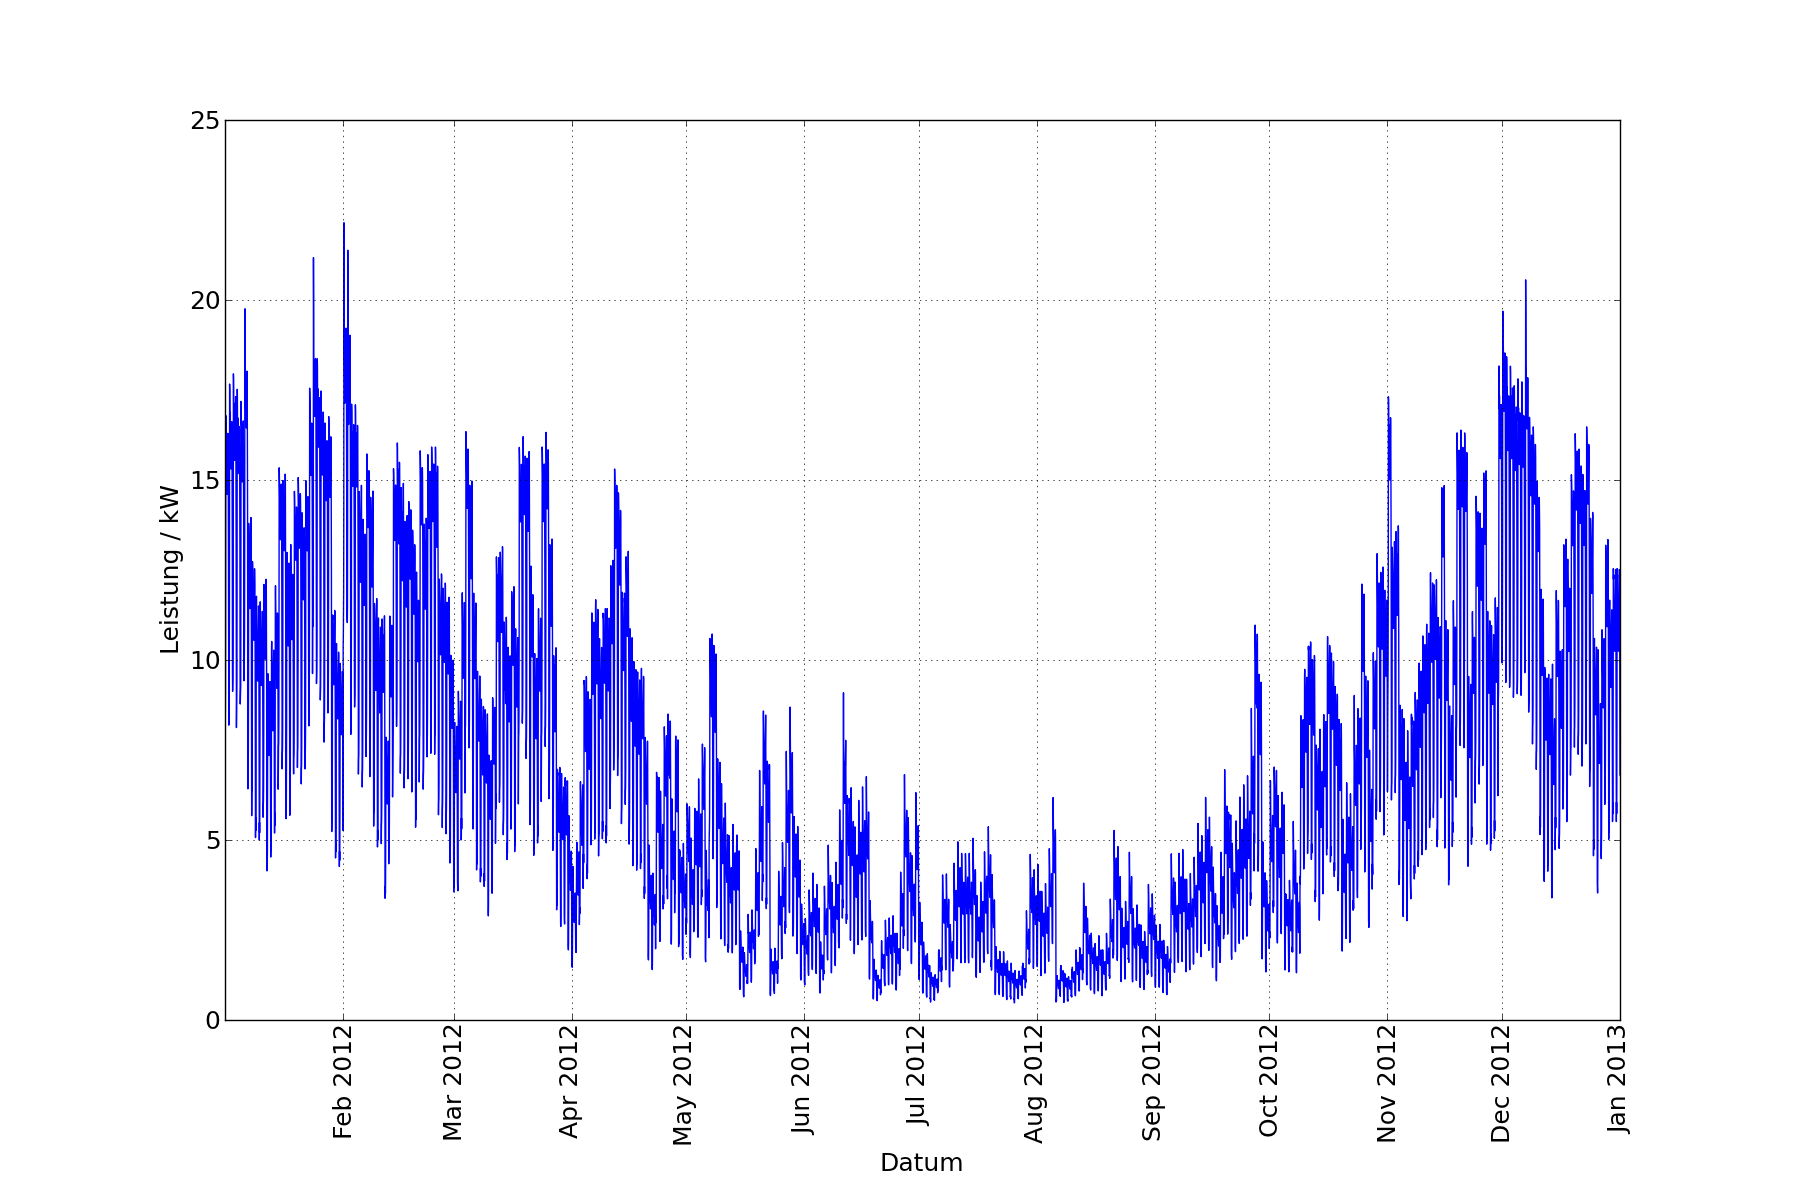 25
20
15
10
5
0
Leistung / kW
Feb 2012
Mar 2012
Apr 2012
May 2012
Jun 2012
Jul 2012
Aug 2012
Sep 2012
Oct 2012
Nov 2012
Dec 2012
Jan 2013
Datum